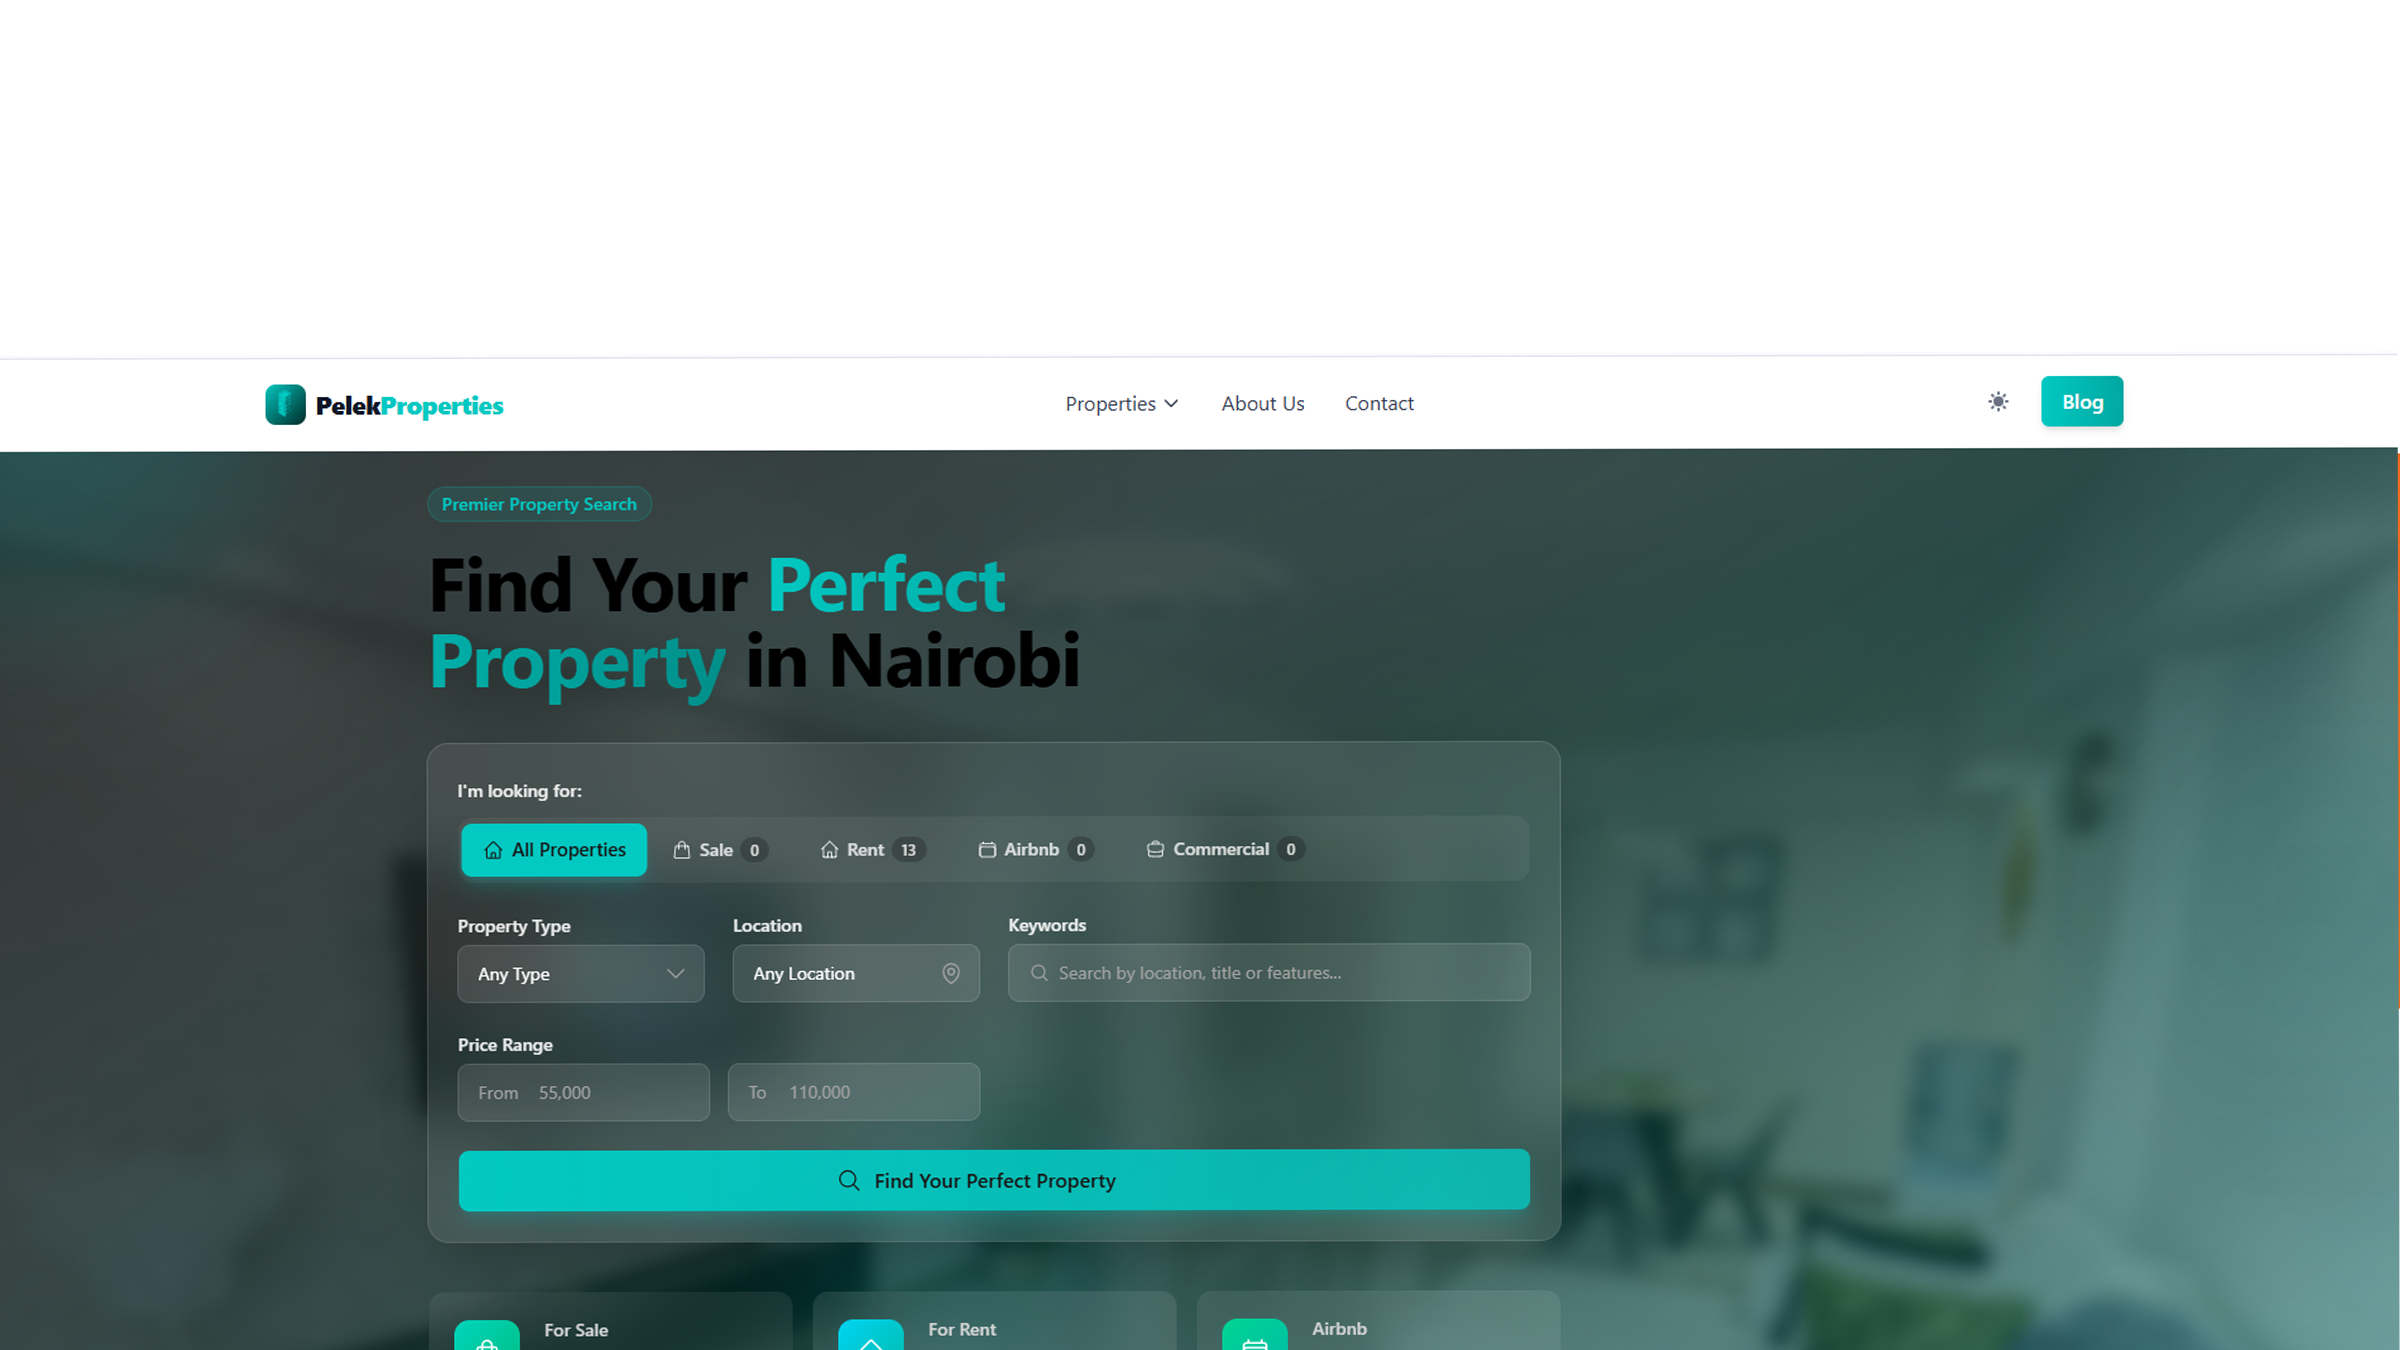 PelekProperties
Properties
About Us
Contact
Blog
Premier Property Search
Find Your Perfect
Property in Nairobi
I'm looking for:
All Properties
Sale 0
Rent 13
Airbnb 0
Commercial 0
Property Type
Location
Keywords
Any Type
Any Location
Search by location, title or features...
Price Range
From 55,000
To 110,000
Find Your Perfect Property
For Sale
For Rent
Airbnb